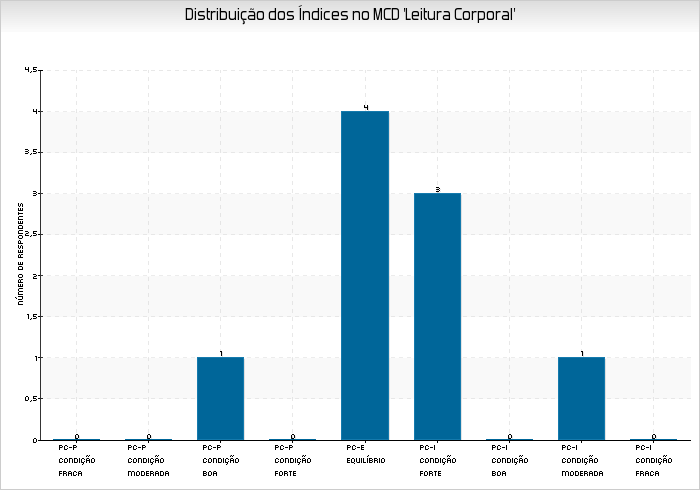 Distribuição dos Índices no MCD 'Leitura Corporal'
NÚMERO DE RESPONDENTES
4,5
4
3,5
3
2,5
2
1,5
1
0,5
0
0
0
1
0
4
3
0
1
0
PC-P
CONDIÇÃO
FRACA
PC-P
CONDIÇÃO
MODERADA
PC-P
CONDIÇÃO
BOA
PC-P
CONDIÇÃO
FORTE
PC-E
EQUILÍBRIO
PC-I
CONDIÇÃO
FORTE
PC-I
CONDIÇÃO
BOA
PC-I
CONDIÇÃO
MODERADA
PC-I
CONDIÇÃO
FRACA